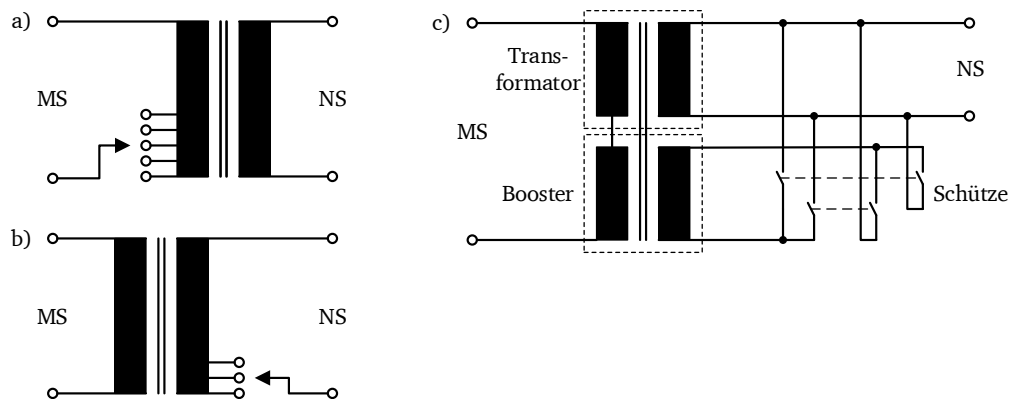 a)
MS
NS
b)
MS
NS
c)
Trans-
formator
MS
NS
Booster
Schütze